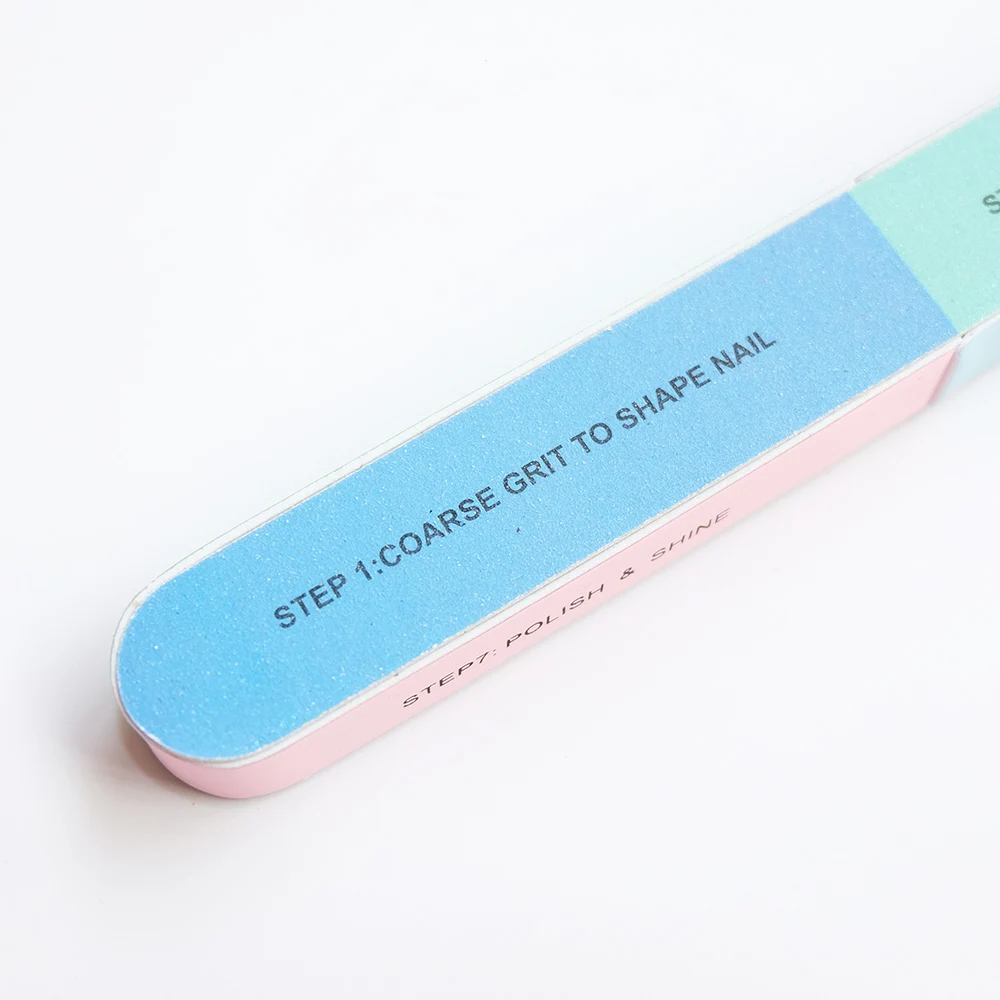 STEP 1:COARSE GRIT TO SHAPE NAIL
STEP7: POLISH & SHINE